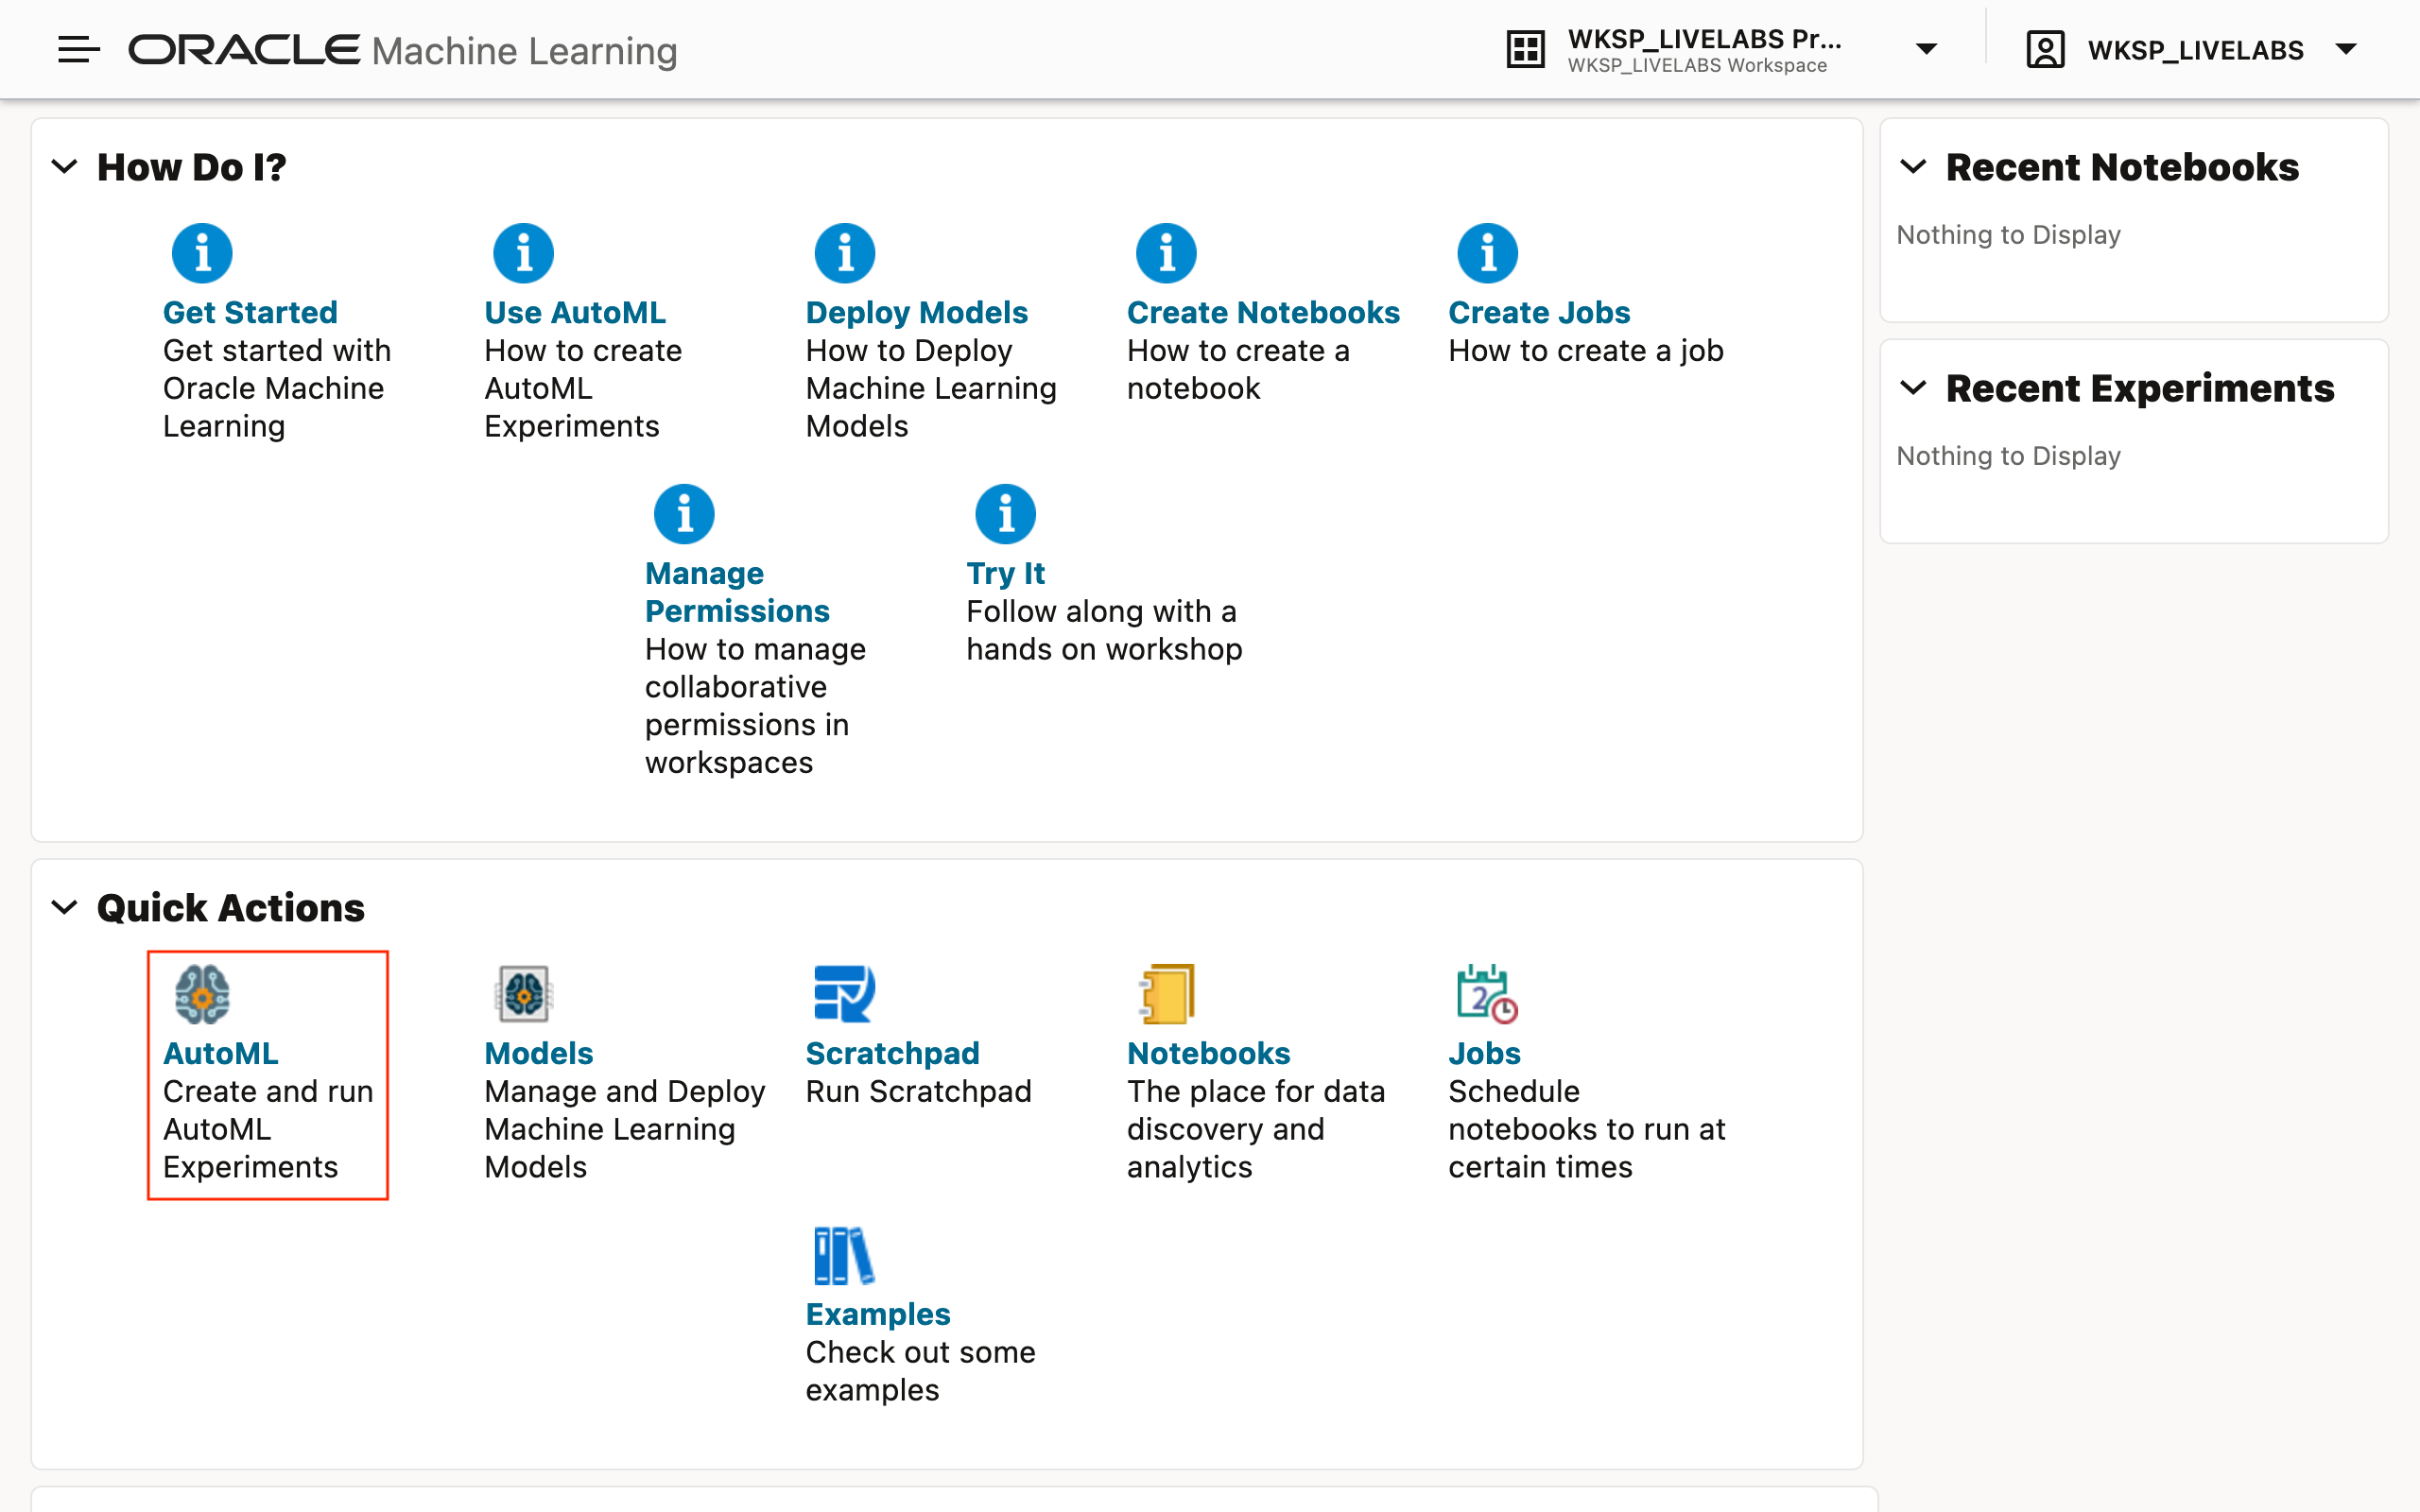 ORACLE Machine Learning
WKSP_LIVELABS Pr...
WKSP_LIVELABS Workspace
WKSP_LIVELABS
How Do I?
Get Started
Get started with
Oracle Machine
Learning
Use AutoML
How to create
AutoML
Experiments
Deploy Models
How to Deploy
Machine Learning
Models
Create Notebooks
How to create a
notebook
Create Jobs
How to create a job
Manage
Permissions
How to manage
collaborative
permissions in
workspaces
Try It
Follow along with a
hands on workshop
Quick Actions
AutoML
Create and run
AutoML
Experiments
Models
Manage and Deploy
Machine Learning
Models
Scratchpad
Run Scratchpad
Notebooks
The place for data
discovery and
analytics
2
Jobs
Schedule
notebooks to run at
certain times
Examples
Check out some
examples
Recent Notebooks
Nothing to Display
Recent Experiments
Nothing to Display